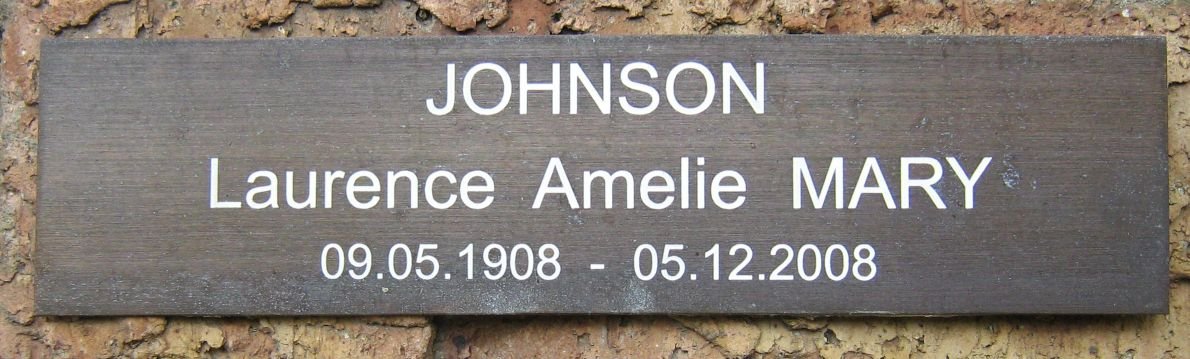 JOHNSON
Laurence Amelie MARY
09.05.1908 - 05.12.2008